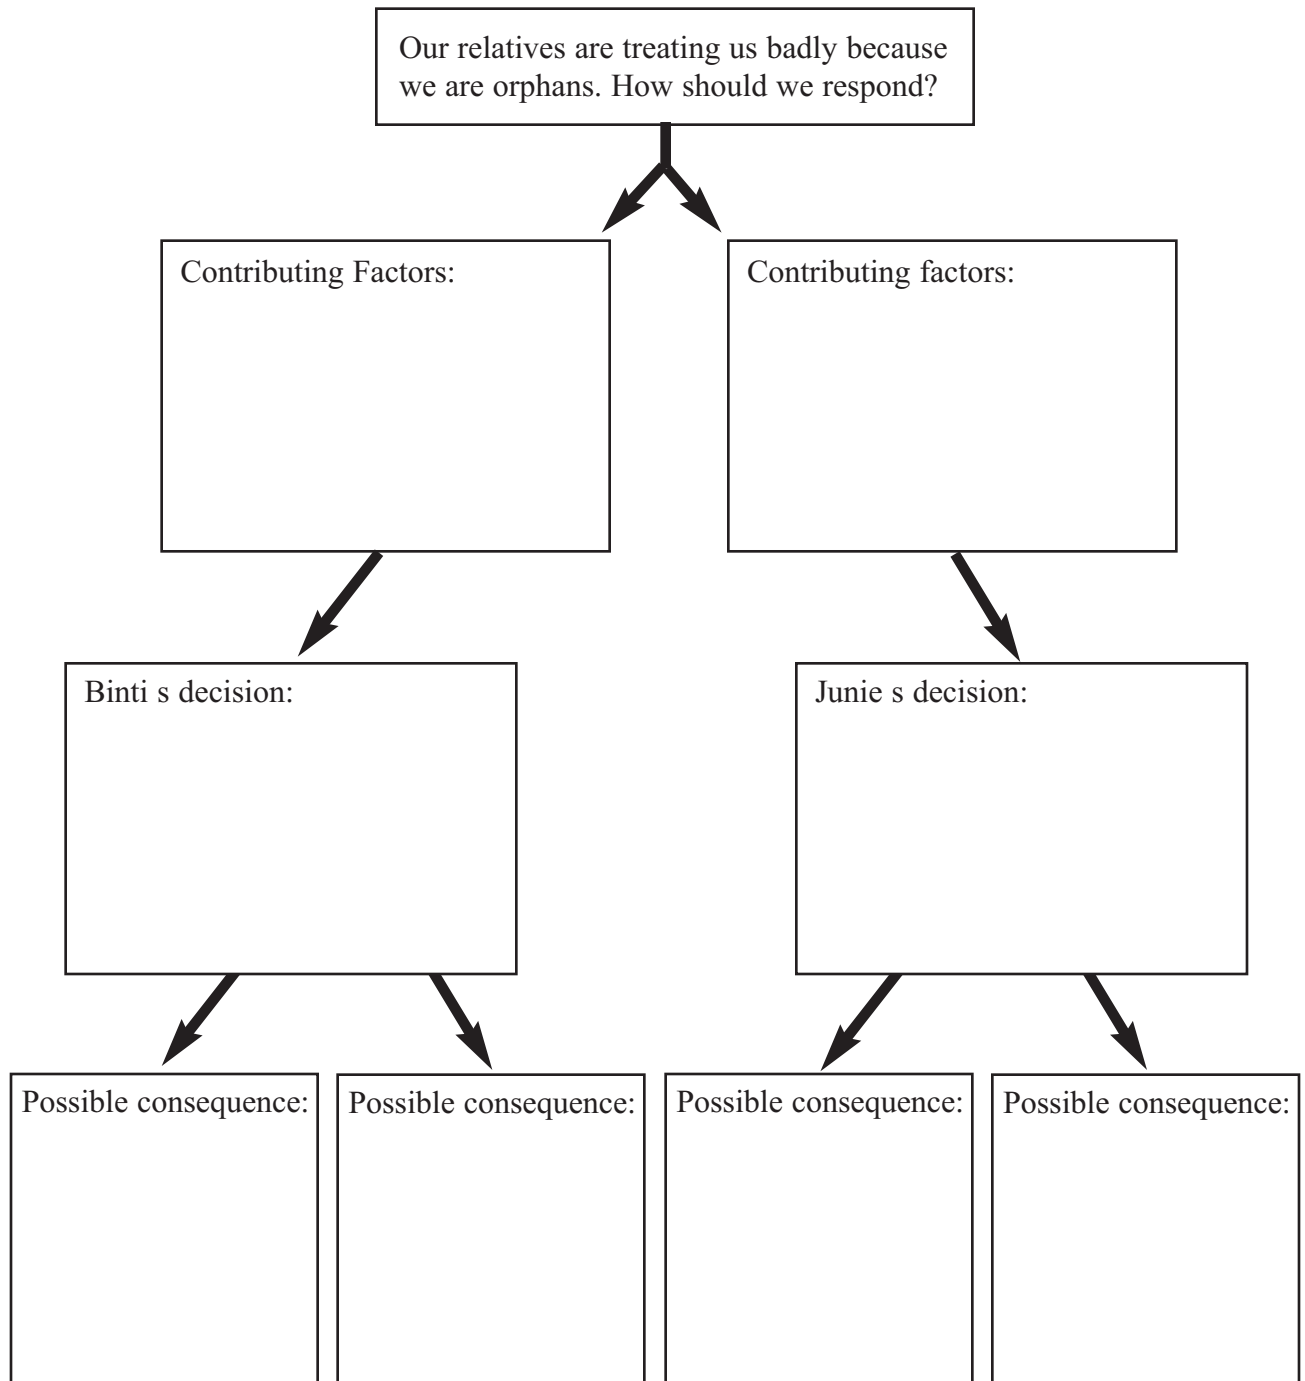 Our relatives are treating us badly because
we are orphans. How should we respond?
Contributing Factors:
Contributing factors:
Binti s decision:
Junie s decision:
Possible consequence:
Possible consequence:
Possible consequence:
Possible consequence: